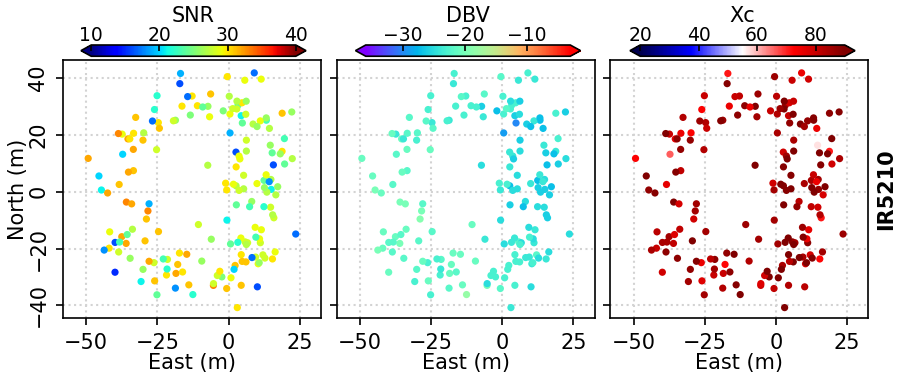 SNR DBV Xc
10 20 30 40 −30 −20 −10 20 40 60 80
40
20
0
−20
−40
North (m)
IR5210
−50 −25 0 25 −50 −25 0 25 −50 −25 0 25
East (m) East (m) East (m)